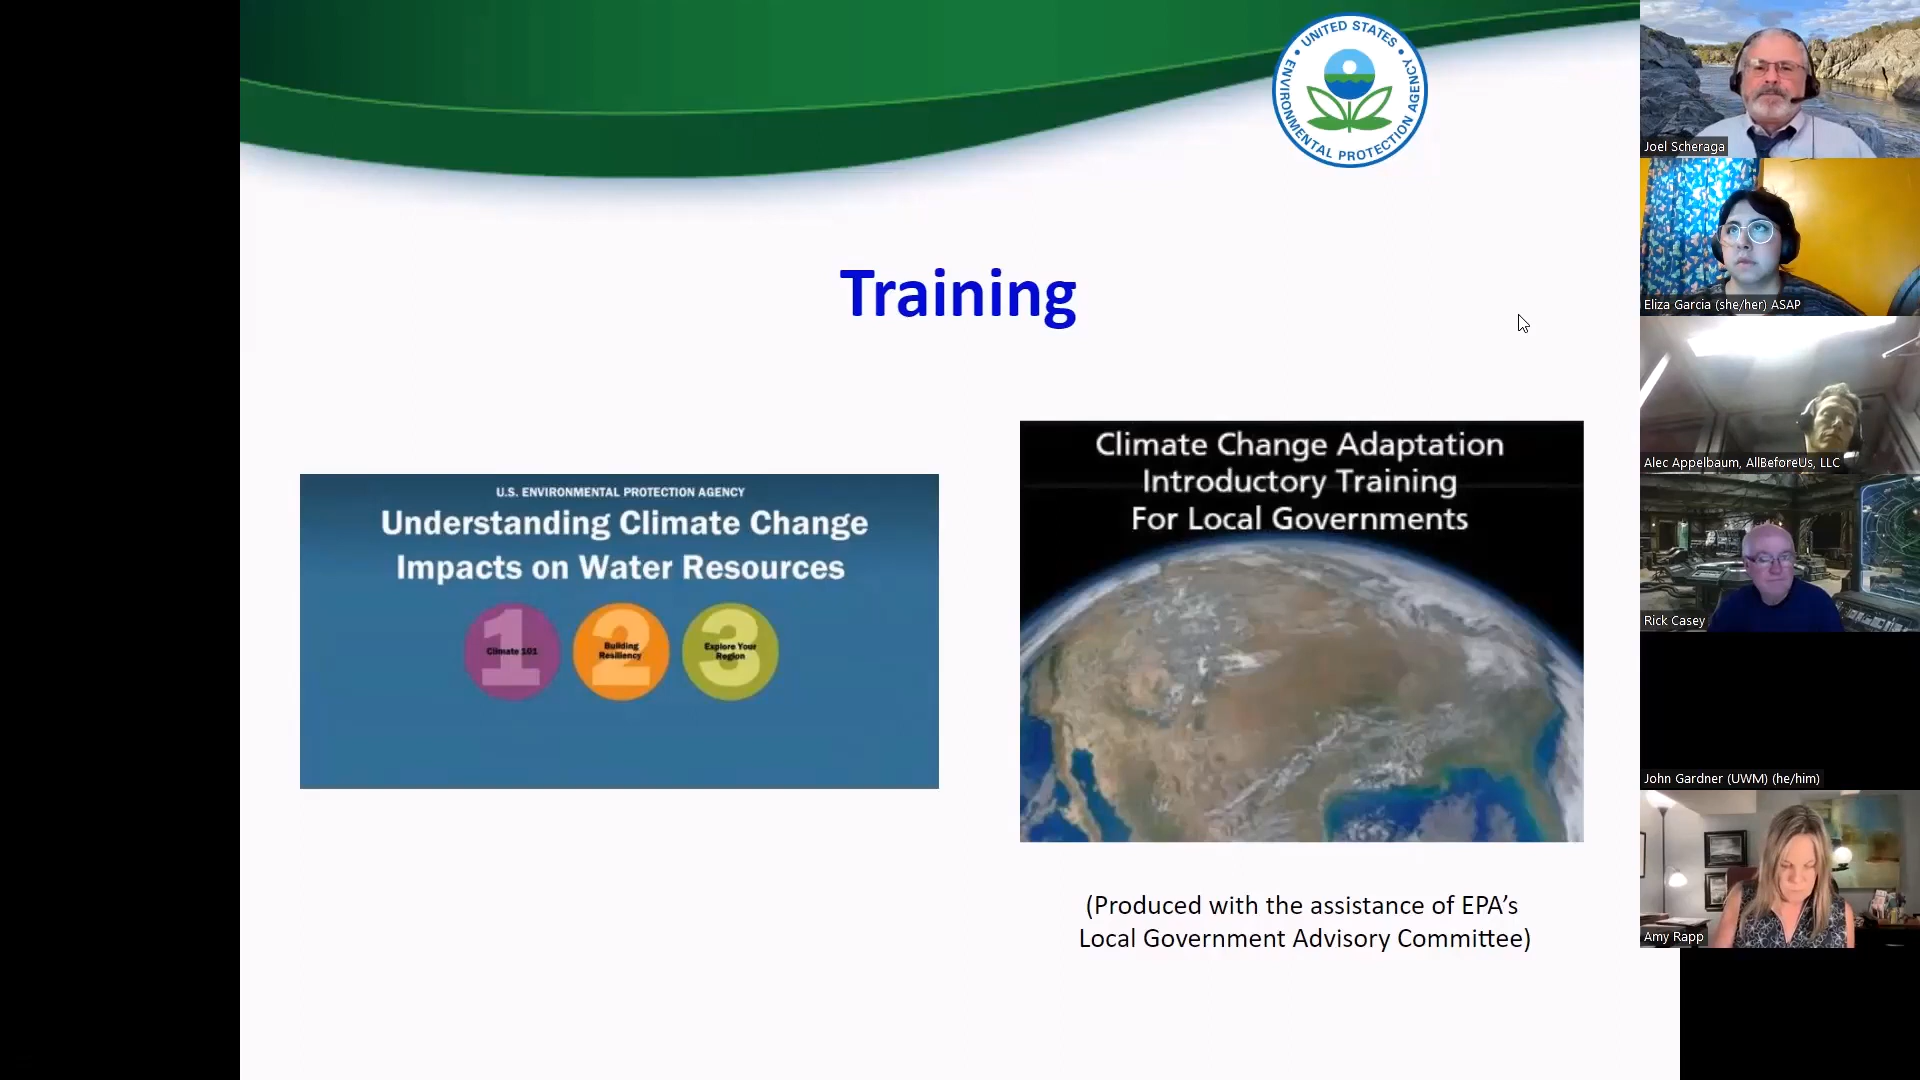 UNITED STATES
ENVIRONMENTAL PROTECTION AGENCY
Training
U.S. ENVIRONMENTAL PROTECTION AGENCY
Understanding Climate Change
Impacts on Water Resources
1
Climate 101
2
Building
Resiliency
3
Explore Your
Region
Climate Change Adaptation
Introductory Training
For Local Governments
(Produced with the assistance of EPA’s
Local Government Advisory Committee)
Joel Scheraga
Eliza Garcia (she/her) ASAP
Alec Appelbaum, AllBeforeUs, LLC
Rick Casey
John Gardner (UWM) (he/him)
Amy Rapp